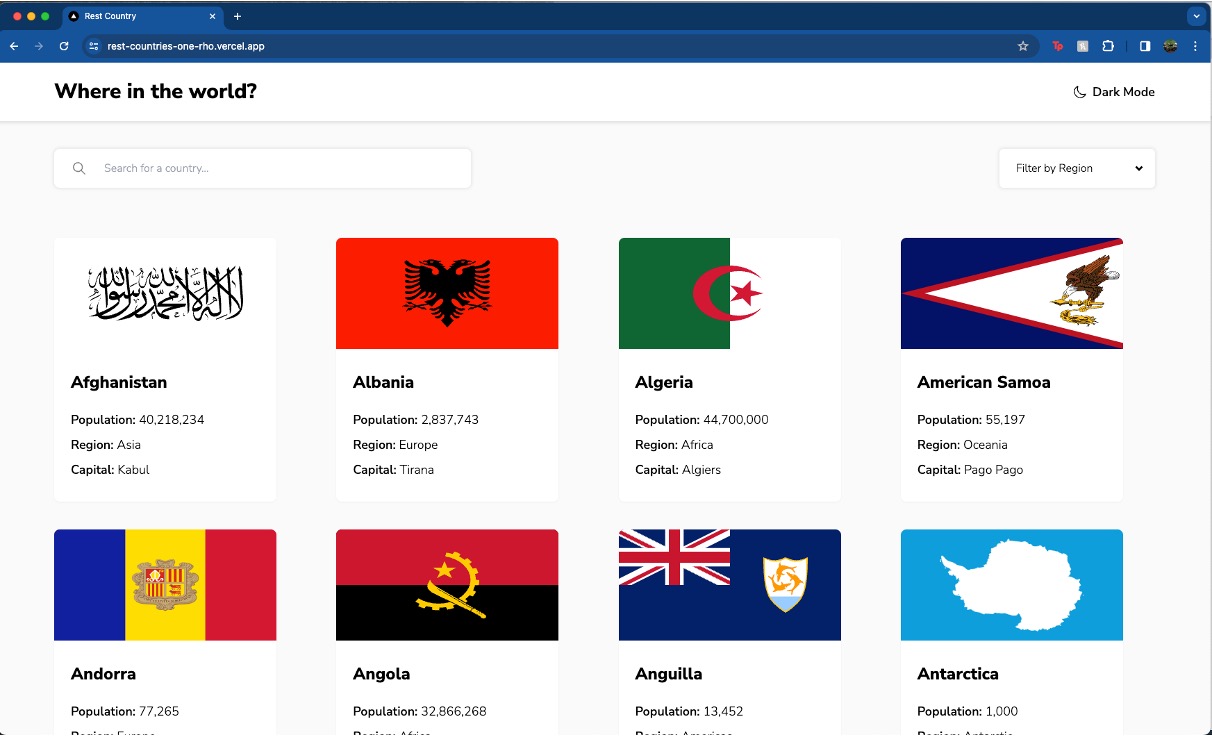 Rest Country
rest-countries-one-rho.vercel.app
Where in the world?
Dark Mode
Search for a country...
Filter by Region
لا إله إلا الله محمد رسول الله
Afghanistan
Population: 40,218,234
Region: Asia
Capital: Kabul
Albania
Population: 2,837,743
Region: Europe
Capital: Tirana
Algeria
Population: 44,700,000
Region: Africa
Capital: Algiers
American Samoa
Population: 55,197
Region: Oceania
Capital: Pago Pago
Andorra
Population: 77,265
Region: Europe
Angola
Population: 32,866,268
Region: Africa
Anguilla
Population: 13,452
Region: Americas
Antarctica
Population: 1,000
Region: Antarctic